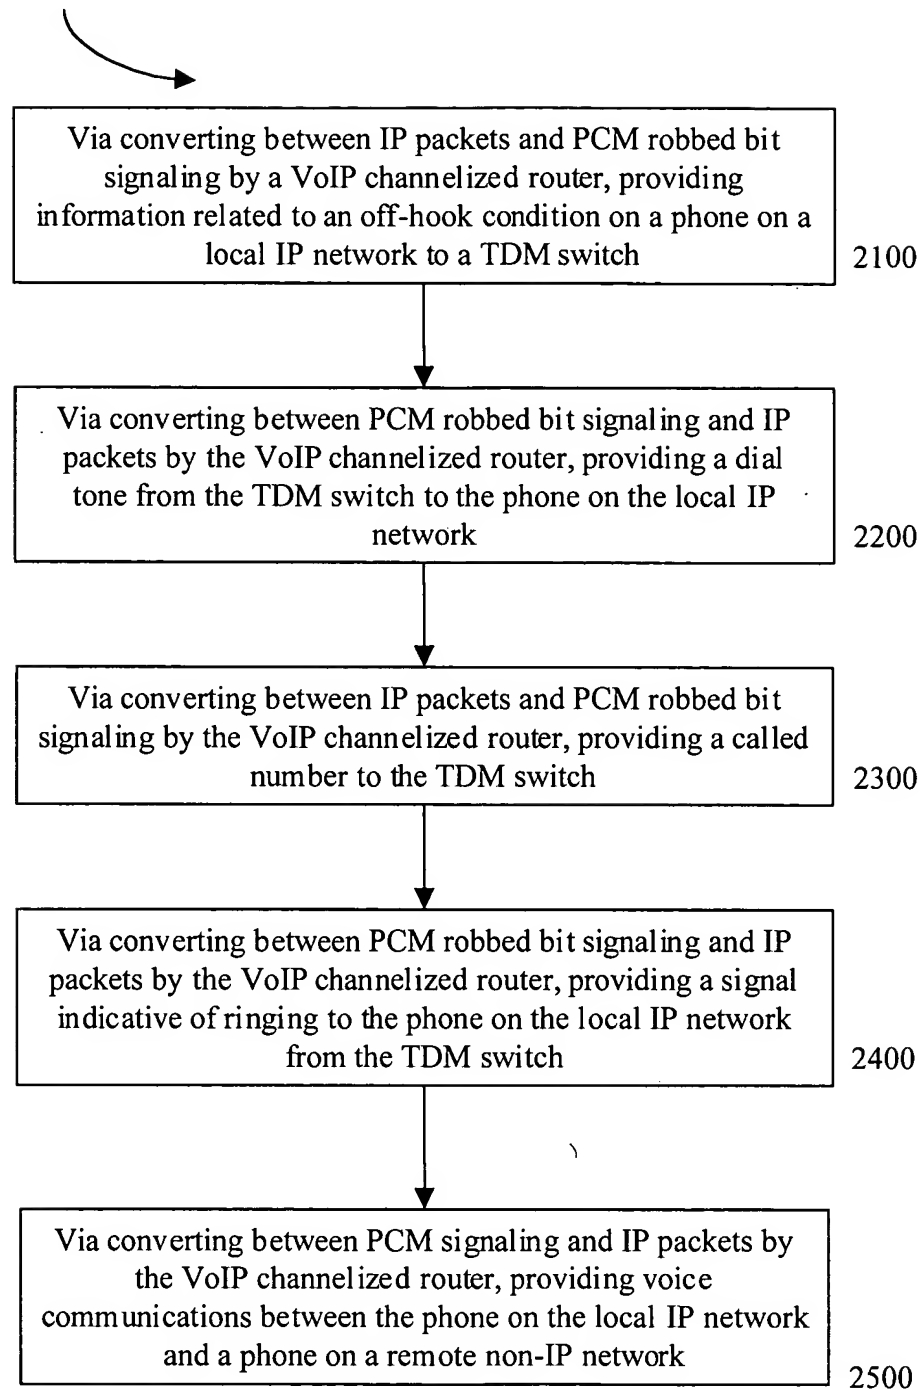 Via converting between IP packets and PCM robbed bit
signaling by a VoIP channelized router, providing
information related to an off-hook condition on a phone on a
local IP network to a TDM switch
2100
Via converting between PCM robbed bit signaling and IP
packets by the VoIP channelized router, providing a dial
tone from the TDM switch to the phone on the local IP
network
2200
Via converting between IP packets and PCM robbed bit
signaling by the VoIP channelized router, providing a called
number to the TDM switch
2300
Via converting between PCM robbed bit signaling and IP
packets by the VoIP channelized router, providing a signal
indicative of ringing to the phone on the local IP network
from the TDM switch
2400
Via converting between PCM signaling and IP packets by
the VoIP channelized router, providing voice
communications between the phone on the local IP network
and a phone on a remote non-IP network
2500